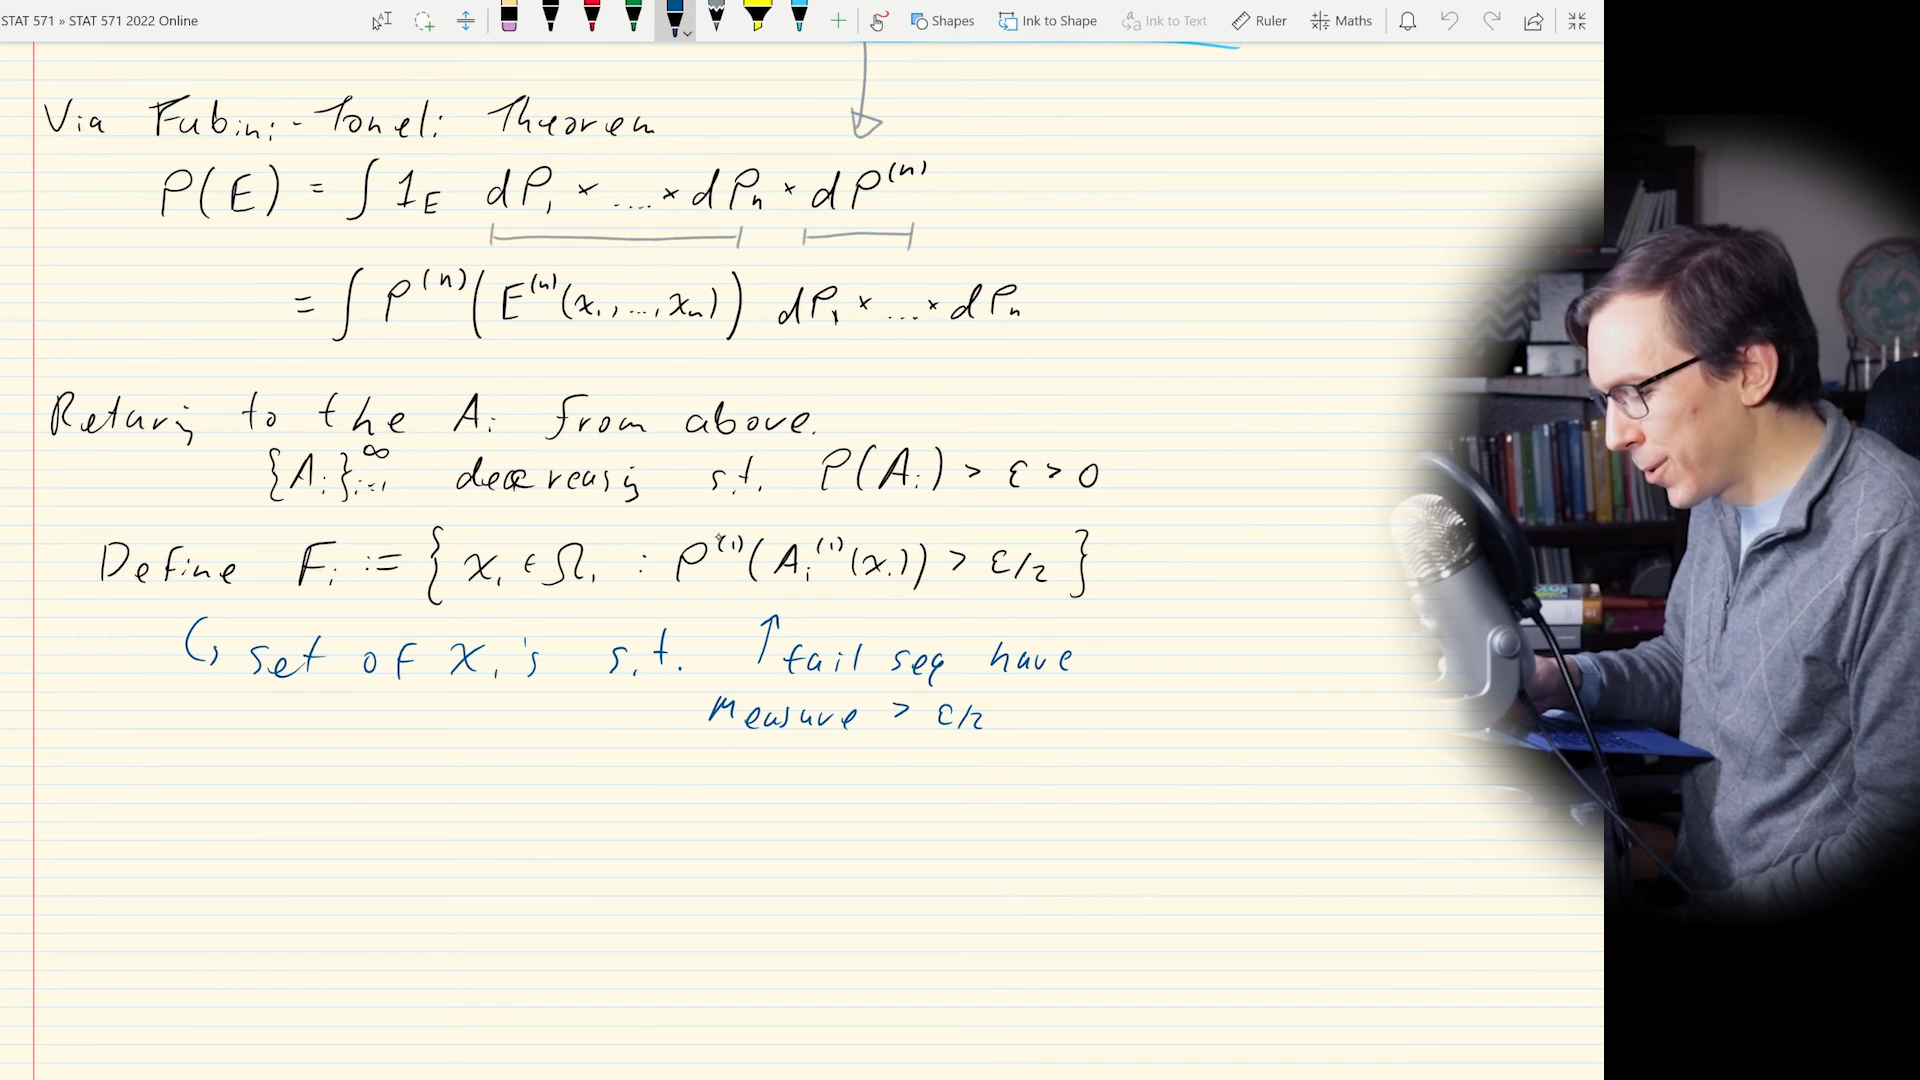 STAT 571 » STAT 571 2022 Online
Shapes Ink to Shape Ink to Text Ruler Maths
Via Fubini-Toneli Theorem
P(E) = ∫ 1_E dP₁ × .... × dPₙ × dP⁽ⁿ⁾
= ∫ P⁽ⁿ⁾(E⁽ⁿ⁾(x₁,...,xₙ)) dP₁ × ... × dPₙ
Returing to the Aᵢ from above.
{Aᵢ}ᵢ₌₁^∞ decreasing s.t. P(Aᵢ) > ε > 0
Define Fᵢ := { x₁ ∈ Ω₁ : P⁽¹⁾(Aᵢ⁽¹⁾(x₁)) > ε/2 }
↳ set of x₁'s s.t. ↑ tail seq have
measure > ε/2